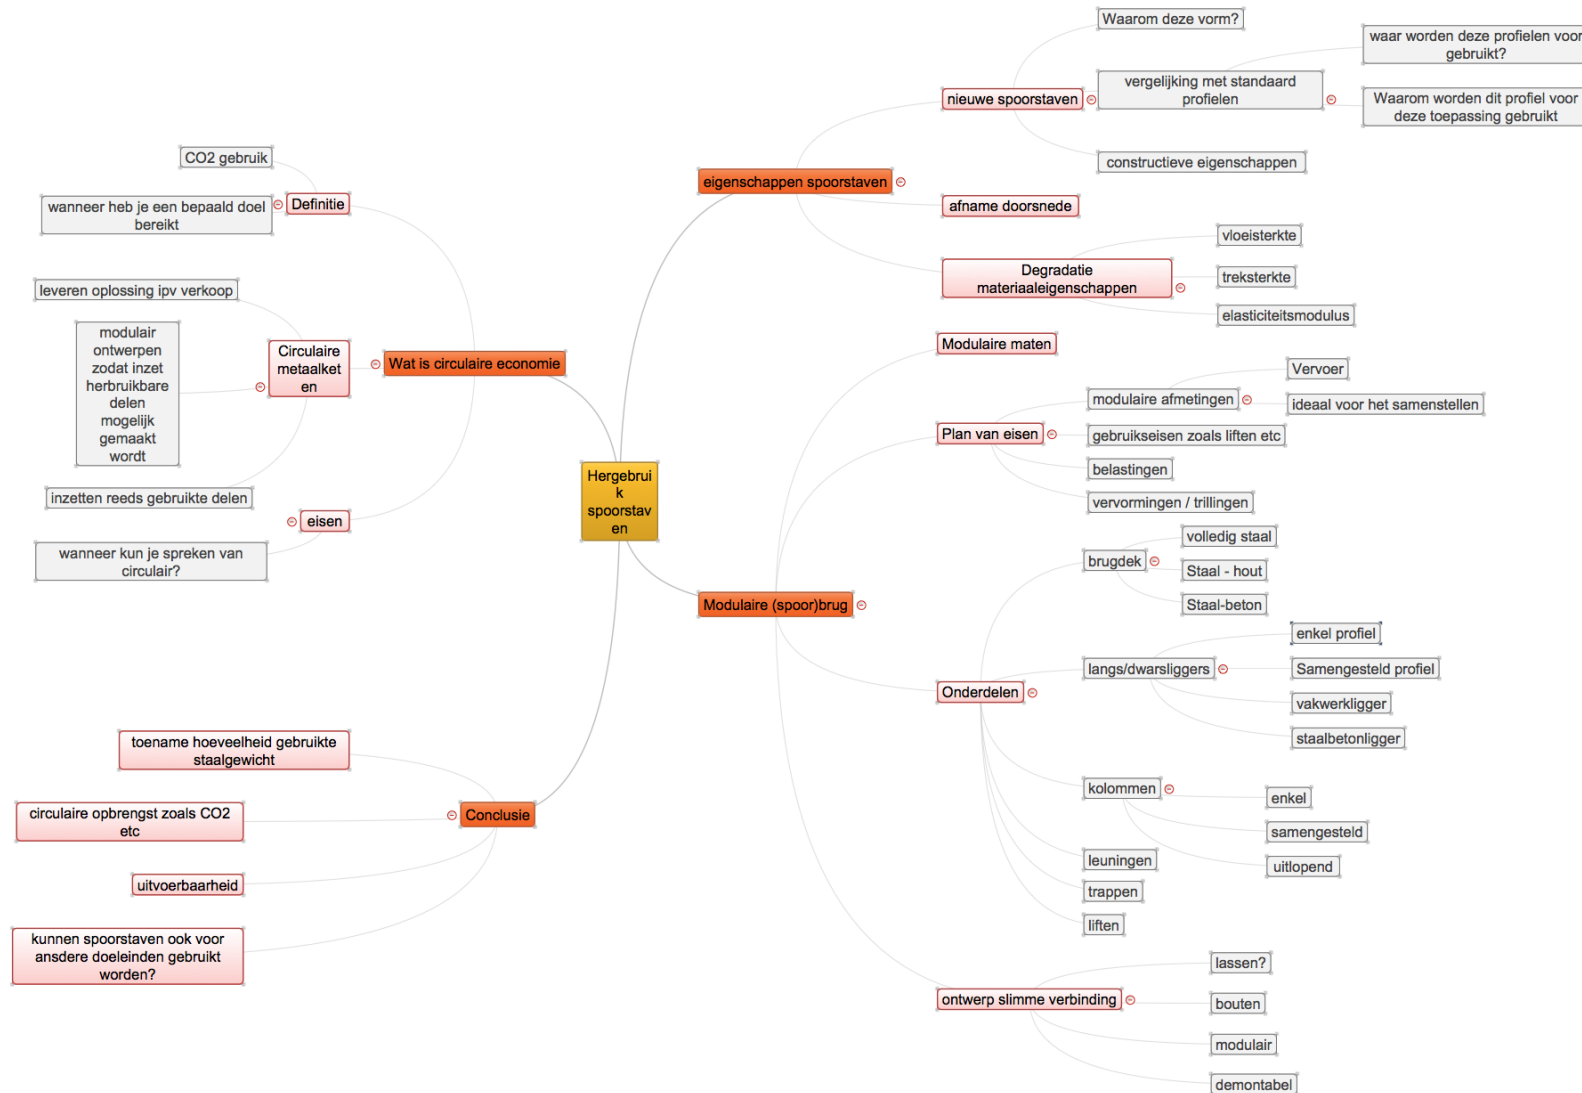 Hergebrui
k
spoorstav
en
eigenschappen spoorstaven
nieuwe spoorstaven
Waarom deze vorm?
vergelijking met standaard
profielen
waar worden deze profielen voor
gebruikt?
Waarom worden dit profiel voor
deze toepassing gebruikt
constructieve eigenschappen
afname doorsnede
Degradatie
materiaaleigenschappen
vloeisterkte
treksterkte
elasticiteitsmodulus
Modulaire (spoor)brug
Modulaire maten
Plan van eisen
modulaire afmetingen
Vervoer
ideaal voor het samenstellen
gebruikseisen zoals liften etc
belastingen
vervormingen / trillingen
Onderdelen
brugdek
volledig staal
Staal - hout
Staal-beton
langs/dwarsliggers
enkel profiel
Samengesteld profiel
vakwerkligger
staalbetonligger
kolommen
enkel
samengesteld
uitlopend
leuningen
trappen
liften
ontwerp slimme verbinding
lassen?
bouten
modulair
demontabel
Wat is circulaire economie
Definitie
CO2 gebruik
wanneer heb je een bepaald doel
bereikt
Circulaire
metaalket
en
leveren oplossing ipv verkoop
modulair
ontwerpen
zodat inzet
herbruikbare
delen
mogelijk
gemaakt
wordt
inzetten reeds gebruikte delen
eisen
wanneer kun je spreken van
circulair?
Conclusie
toename hoeveelheid gebruikte
staalgewicht
circulaire opbrengst zoals CO2
etc
uitvoerbaarheid
kunnen spoorstaven ook voor
ansdere doeleinden gebruikt
worden?